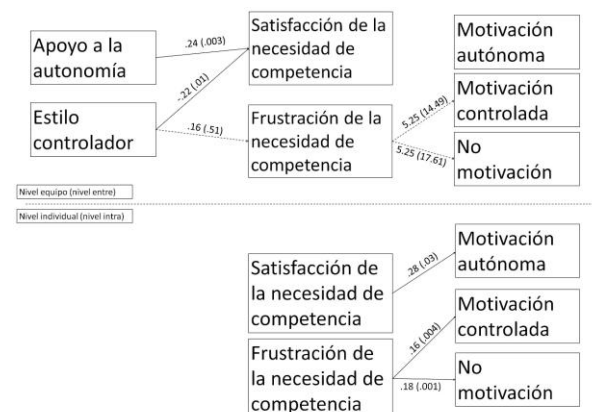 Apoyo a la
autonomía
Estilo
controlador
.24 (.003)
-.22 (.01)
.16 (.51)
Satisfacción de la
necesidad de
competencia
Frustración de la
necesidad de
competencia
5.25 (14.49)
5.25 (17.61)
Motivación
autónoma
Motivación
controlada
No
motivación
Nivel equipo (nivel entre)
Nivel individual (nivel intra)
Satisfacción de
la necesidad de
competencia
Frustración de
la necesidad de
competencia
.28 (.03)
.16 (.004)
.18 (.001)
Motivación
autónoma
Motivación
controlada
No
motivación